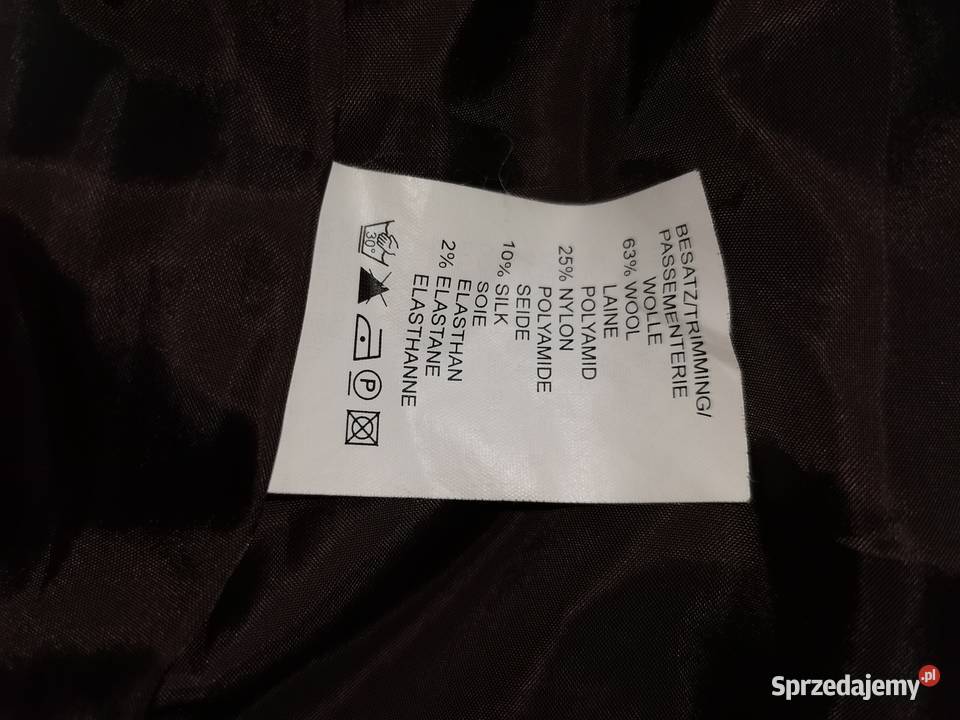 BESATZ/TRIMMING/
PASSEMENTERIE
WOLLE
63% WOOL
LAINE
POLYAMID
25% NYLON
POLYAMIDE
SEIDE
10% SILK
SOIE
ELASTHAN
2% ELASTANE
ELASTHANNE
30°
P
Sprzedajemy.pl